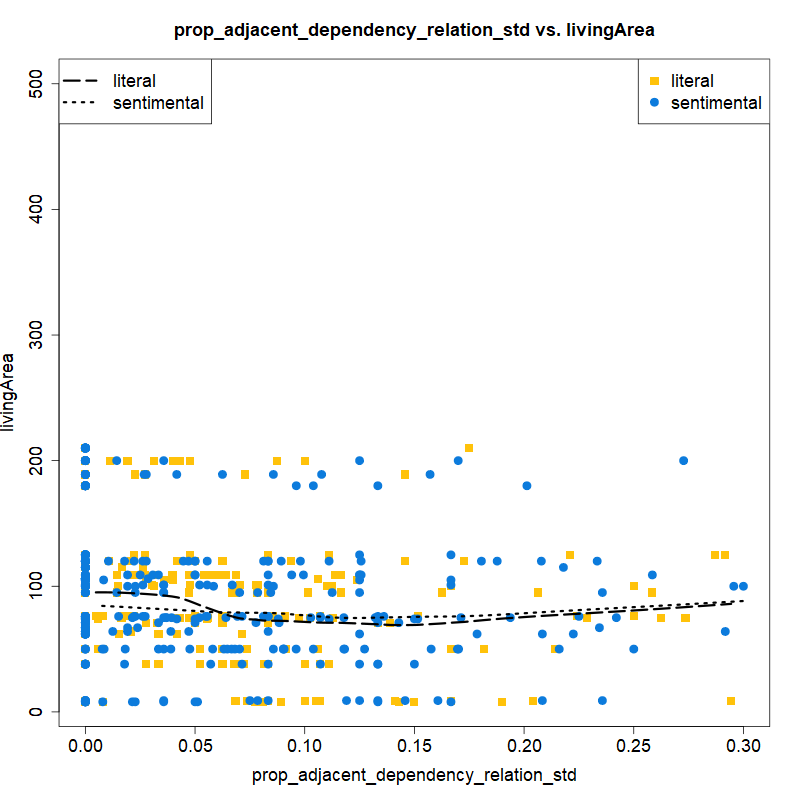 prop_adjacent_dependency_relation_std vs. livingArea
literal
sentimental
literal
sentimental
500
400
300
200
100
0
livingArea
0.00 0.05 0.10 0.15 0.20 0.25 0.30
prop_adjacent_dependency_relation_std